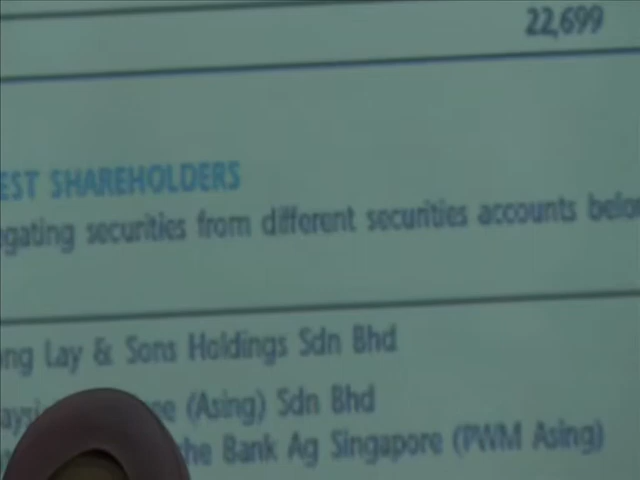 22,699
EST SHAREHOLDERS
egating securities from different securities accounts belo
ong Lay & Sons Holdings Sdn Bhd
ee (Asing) Sdn Bhd
he Bank Ag Singapore (PWM Asing)